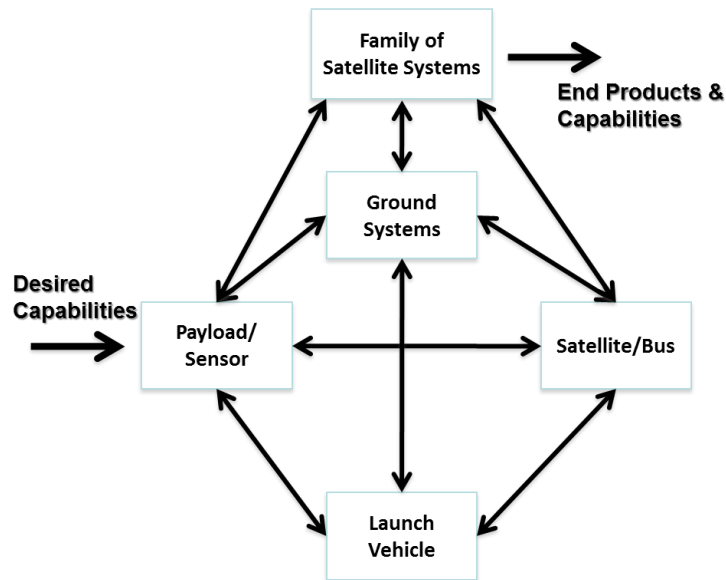 Family of
Satellite Systems
End Products &
Capabilities
Ground
Systems
Desired
Capabilities
Payload/
Sensor
Satellite/Bus
Launch
Vehicle